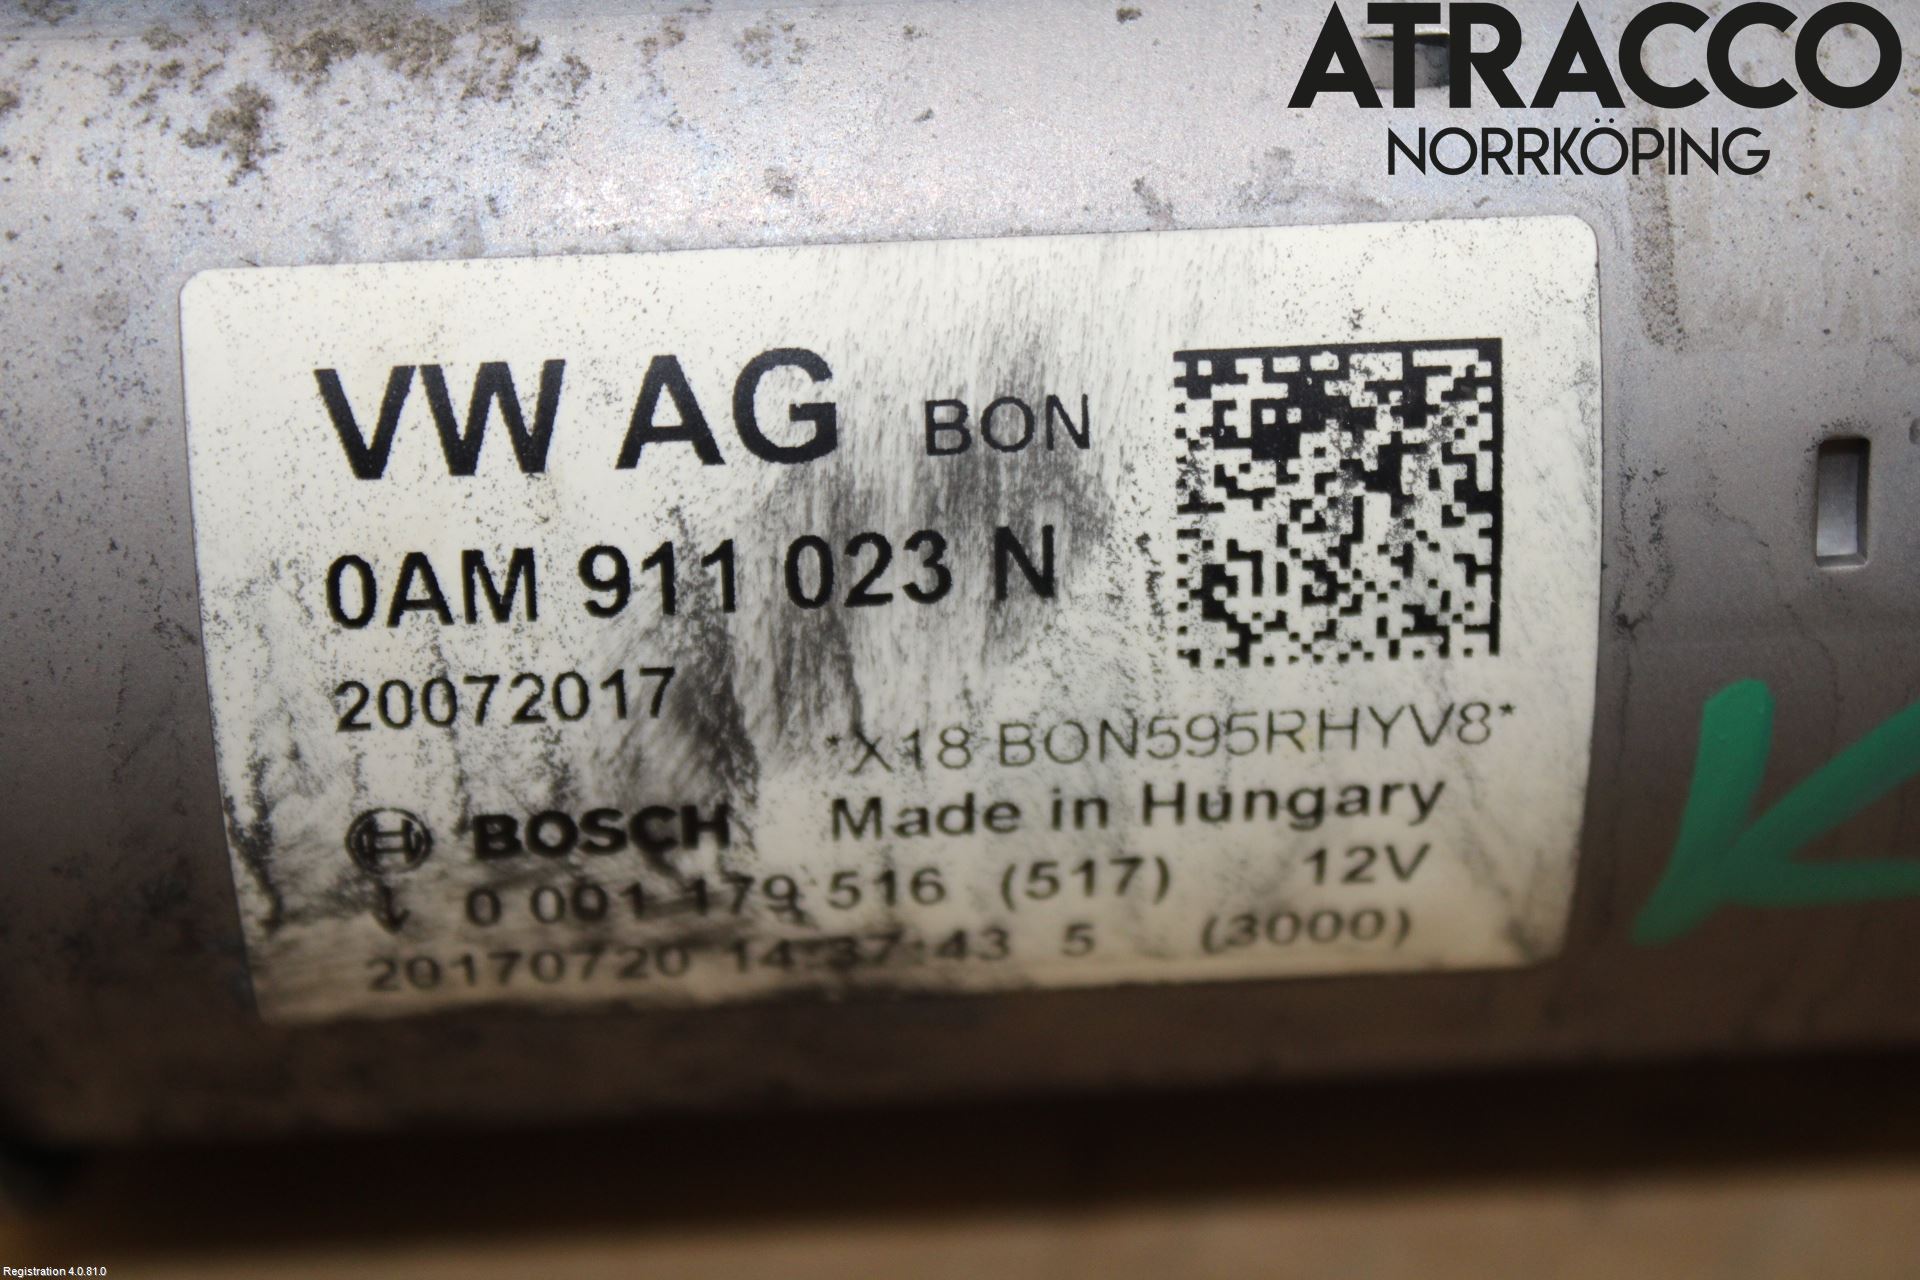 ATRACCO
NORRKÖPING
VW AG BON
0AM 911 023 N
20072017
*X18-BON595RHYV8*
BOSCH Made in Hungary
0 001 179 516 (517) 12V
20170720 14:37:43 5 (3000)
Registration 4.0.81.0